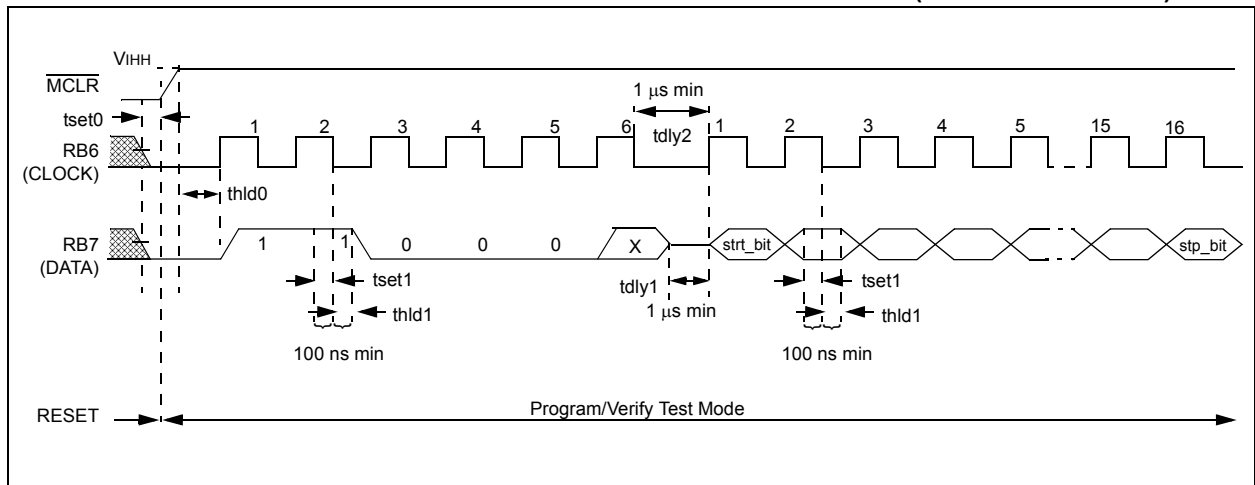 VIHH
MCLR
1 µs min
tset0
1 2 3 4 5 6 tdly2 1 2 3 4 5 15 16
RB6
(CLOCK)
thld0
RB7
(DATA)
1 1 0 0 0 X strt_bit stp_bit
tset1 tdly1 tset1
thld1 1 µs min thld1
100 ns min 100 ns min
RESET Program/Verify Test Mode